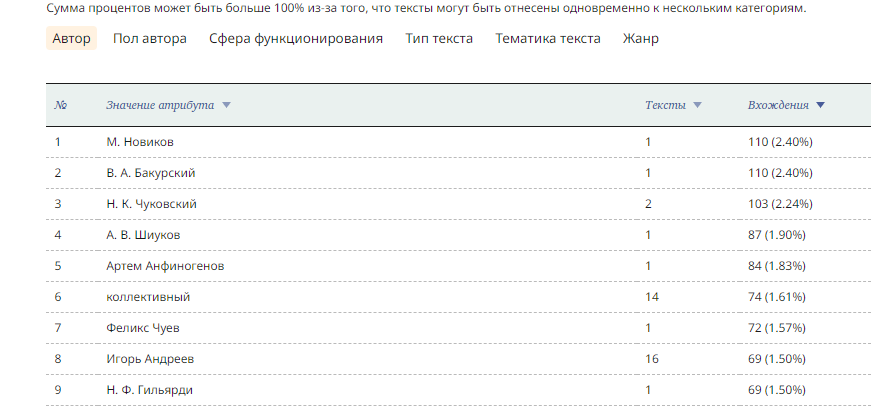 Сумма процентов может быть больше 100% из-за того, что тексты могут быть отнесены одновременно к нескольким категориям.
Автор Пол автора Сфера функционирования Тип текста Тематика текста Жанр
№ Значение атрибута Тексты Вхождения
1 М. Новиков 1 110 (2.40%)
2 В. А. Бакурский 1 110 (2.40%)
3 Н. К. Чуковский 2 103 (2.24%)
4 А. В. Шиуков 1 87 (1.90%)
5 Артем Анфиногенов 1 84 (1.83%)
6 коллективный 14 74 (1.61%)
7 Феликс Чуев 1 72 (1.57%)
8 Игорь Андреев 16 69 (1.50%)
9 Н. Ф. Гильярди 1 69 (1.50%)